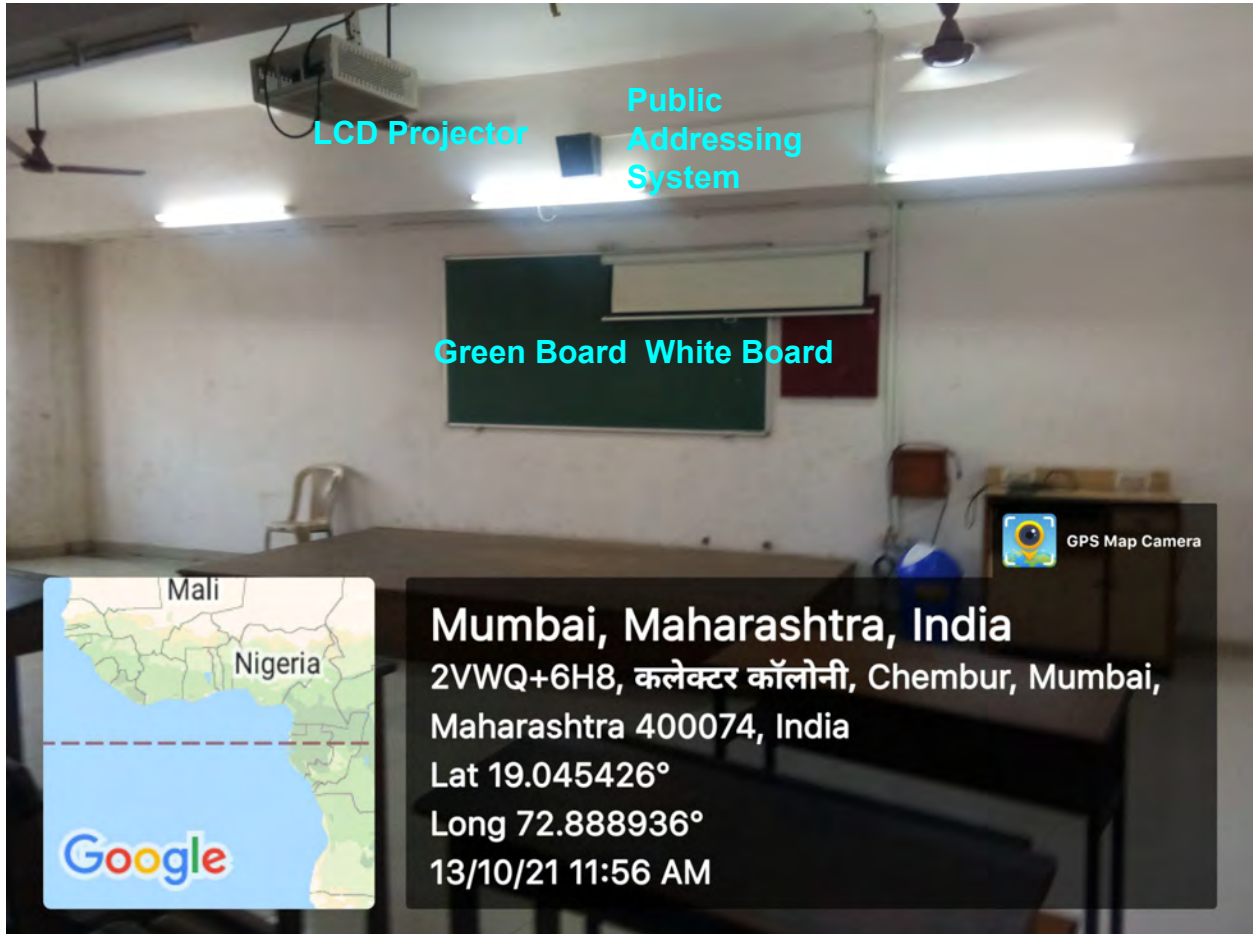 LCD Projector
Public
Addressing
System
Green Board White Board
GPS Map Camera
Mali
Nigeria
Google
Mumbai, Maharashtra, India
2VWQ+6H8, कलेक्टर कॉलोनी, Chembur, Mumbai,
Maharashtra 400074, India
Lat 19.045426°
Long 72.888936°
13/10/21 11:56 AM